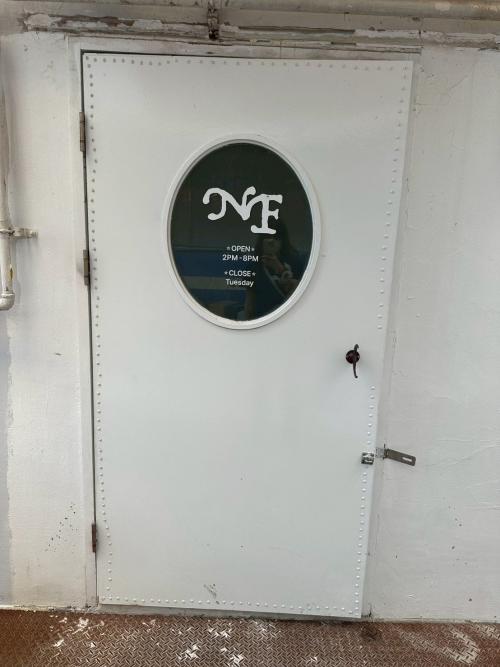 NF
*OPEN*
2PM - 8PM
*CLOSE*
Tuesday